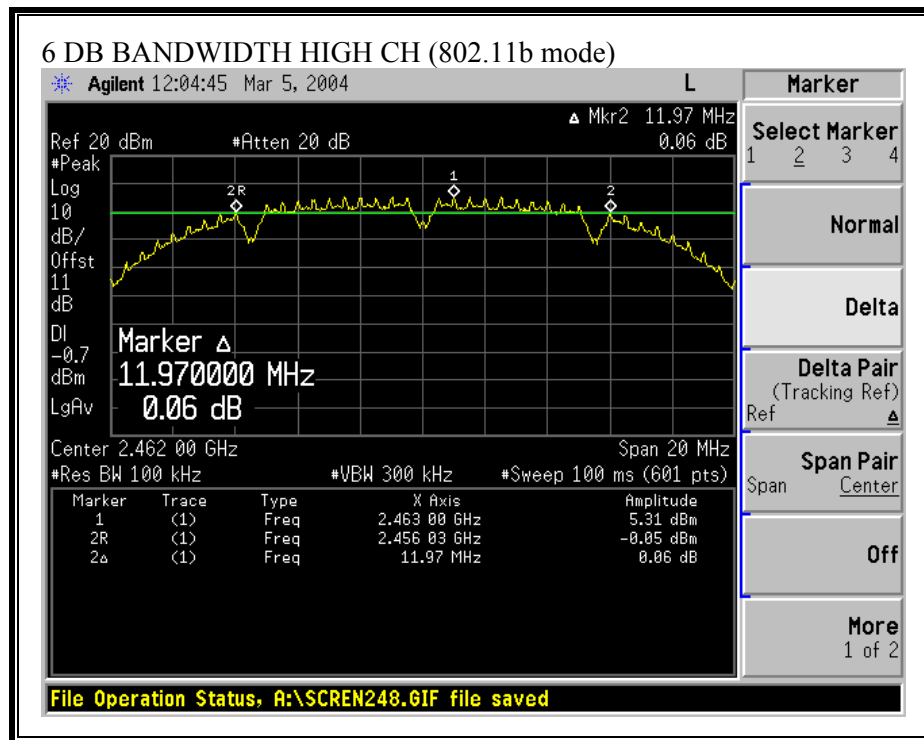 6 DB BANDWIDTH HIGH CH (802.11b mode)
Agilent 12:04:45 Mar 5, 2004 L
Δ Mkr2 11.97 MHz
Ref 20 dBm #Atten 20 dB 0.06 dB
#Peak
Log
10
dB/
Offst
11
dB
DI
-0.7
dBm
LgAv
2R
1
2
Marker Δ
11.970000 MHz
0.06 dB
Center 2.462 00 GHz Span 20 MHz
#Res BW 100 kHz #VBW 300 kHz #Sweep 100 ms (601 pts)
Marker Trace Type X Axis Amplitude
1 (1) Freq 2.463 00 GHz 5.31 dBm
2R (1) Freq 2.456 03 GHz -0.05 dBm
2Δ (1) Freq 11.97 MHz 0.06 dB
File Operation Status, A:\SCREN248.GIF file saved
Marker
Select Marker
1 2 3 4
Normal
Delta
Delta Pair
(Tracking Ref)
Ref Δ
Span Pair
Span Center
Off
More
1 of 2